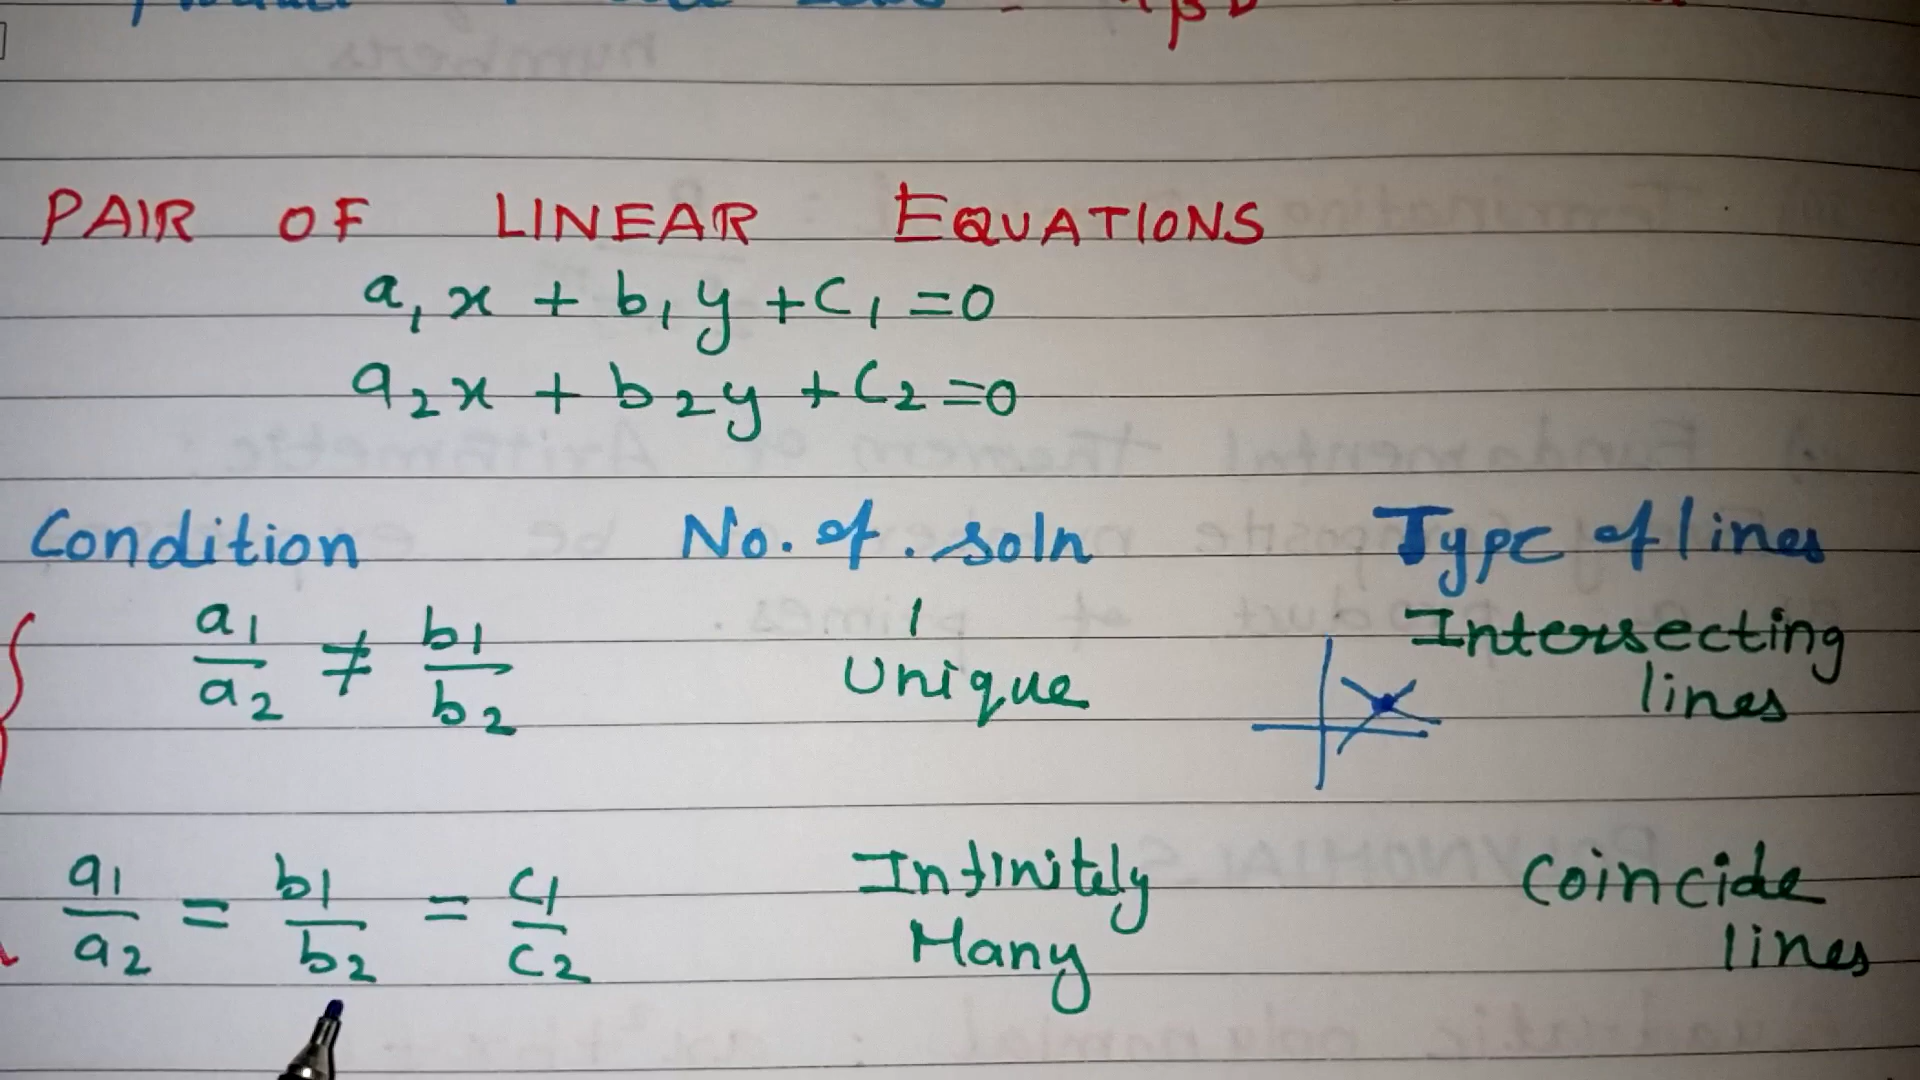 PAIR OF LINEAR EQUATIONS
a₁x + b₁y + c₁ = 0
a₂x + b₂y + c₂ = 0
Condition No. of. soln Type of lines
a₁/a₂ ≠ b₁/b₂ 1 Unique Intersecting lines
a₁/a₂ = b₁/b₂ = c₁/c₂ Infinitely Many Coincide lines